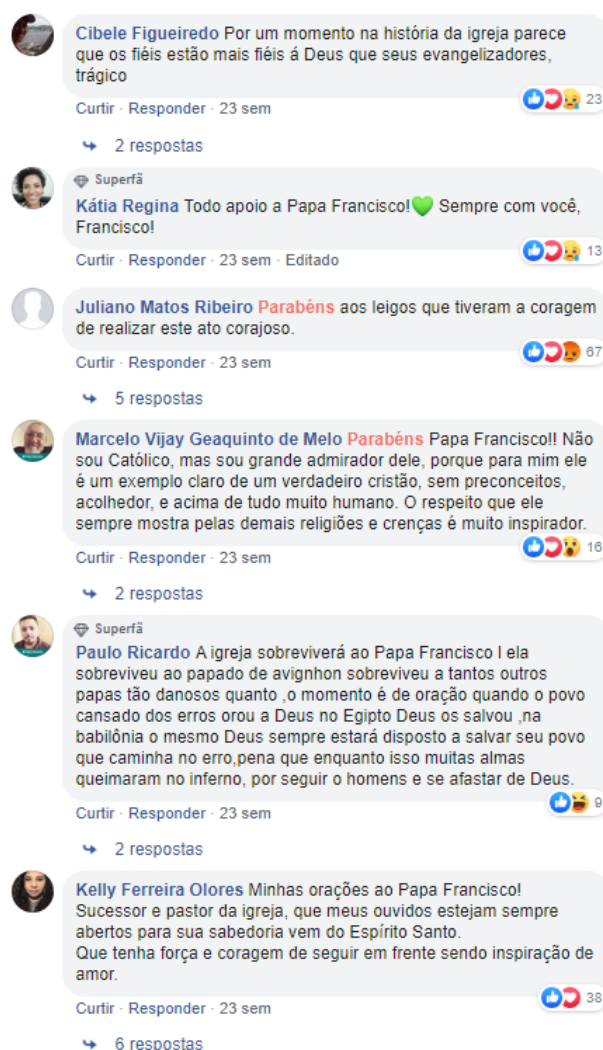 Cibele Figueiredo Por um momento na história da igreja parece
que os fiéis estão mais fiéis á Deus que seus evangelizadores,
trágico
23
Curtir · Responder · 23 sem
2 respostas
Superfã
Kátia Regina Todo apoio a Papa Francisco!💚 Sempre com você,
Francisco!
13
Curtir · Responder · 23 sem · Editado
Juliano Matos Ribeiro Parabéns aos leigos que tiveram a coragem
de realizar este ato corajoso.
67
Curtir · Responder · 23 sem
5 respostas
Marcelo Vijay Geaquinto de Melo Parabéns Papa Francisco!! Não
sou Católico, mas sou grande admirador dele, porque para mim ele
é um exemplo claro de um verdadeiro cristão, sem preconceitos,
acolhedor, e acima de tudo muito humano. O respeito que ele
sempre mostra pelas demais religiões e crenças é muito inspirador.
16
Curtir · Responder · 23 sem
2 respostas
Superfã
Paulo Ricardo A igreja sobreviverá ao Papa Francisco I ela
sobreviveu ao papado de avignhon sobreviveu a tantos outros
papas tão danosos quanto ,o momento é de oração quando o povo
cansado dos erros orou a Deus no Egipto Deus os salvou ,na
babilônia o mesmo Deus sempre estará disposto a salvar seu povo
que caminha no erro,pena que enquanto isso muitas almas
queimaram no inferno, por seguir o homens e se afastar de Deus.
9
Curtir · Responder · 23 sem
2 respostas
Kelly Ferreira Olores Minhas orações ao Papa Francisco!
Sucessor e pastor da igreja, que meus ouvidos estejam sempre
abertos para sua sabedoria vem do Espírito Santo.
Que tenha força e coragem de seguir em frente sendo inspiração de
amor.
38
Curtir · Responder · 23 sem
6 respostas